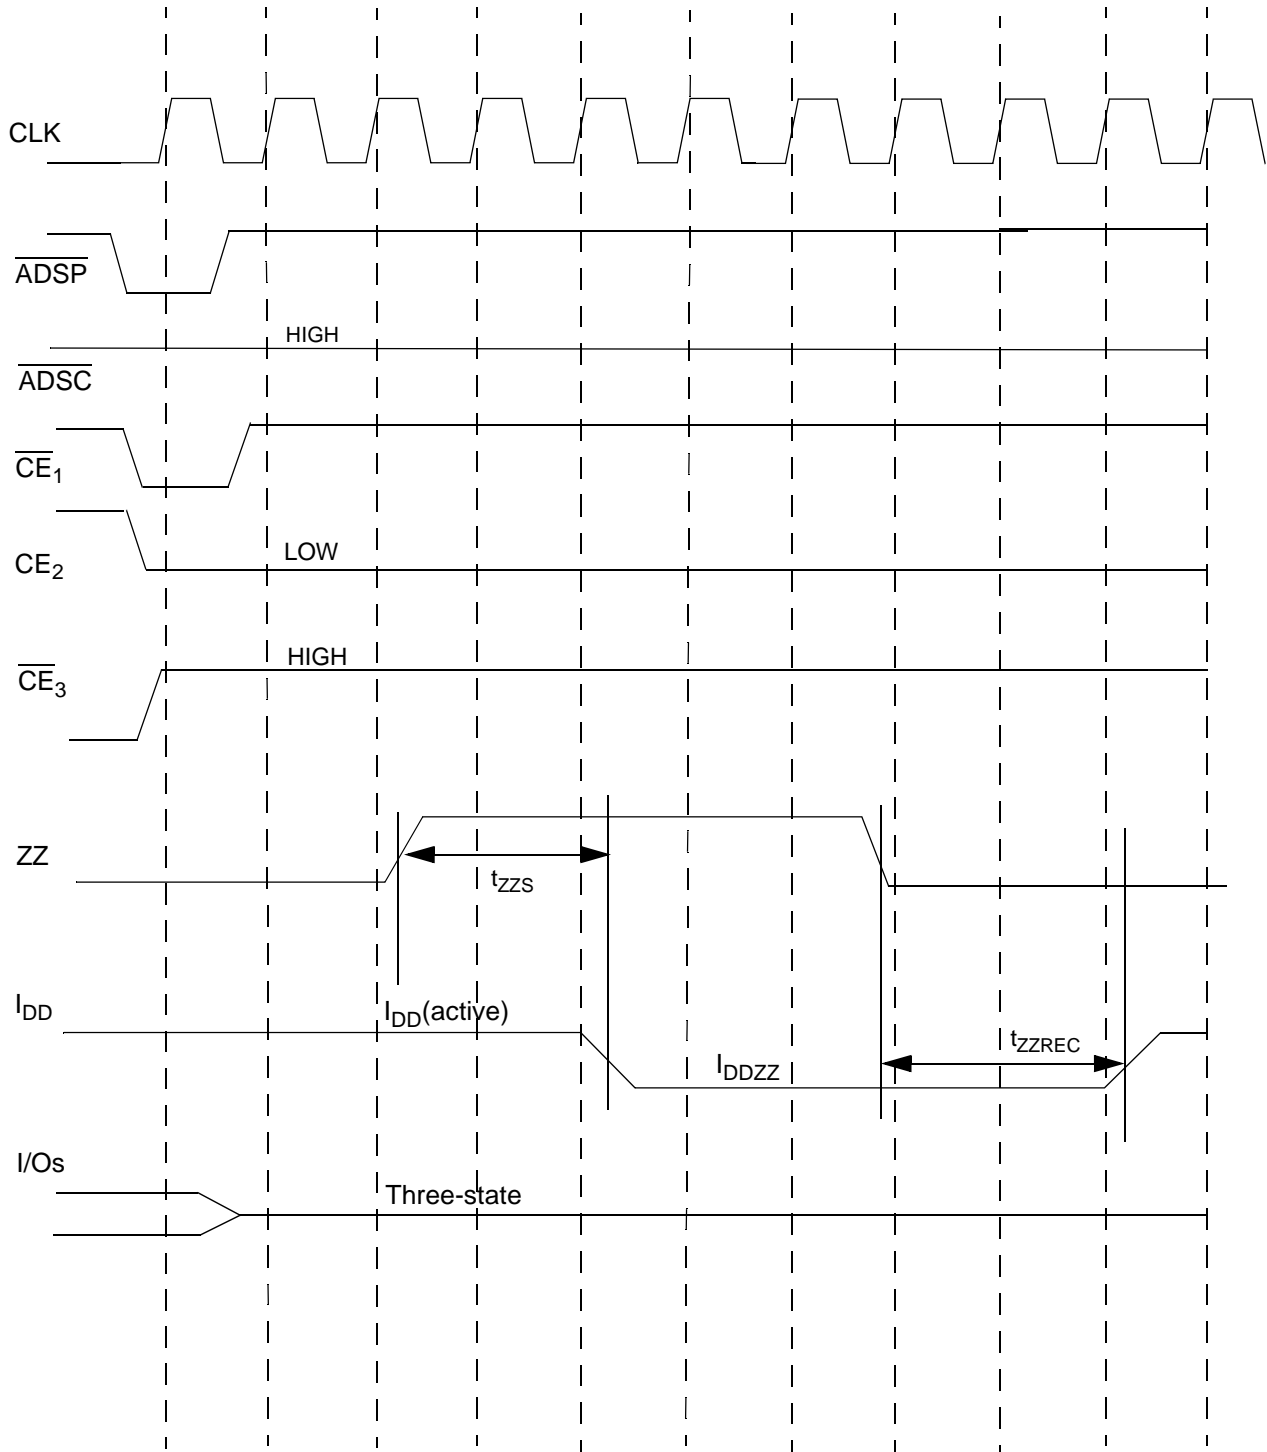 CLK
ADSP
HIGH
ADSC
CE1
LOW
CE2
HIGH
CE3
ZZ
tZZS
IDD
IDD(active)
tZZREC
IDDZZ
I/Os
Three-state